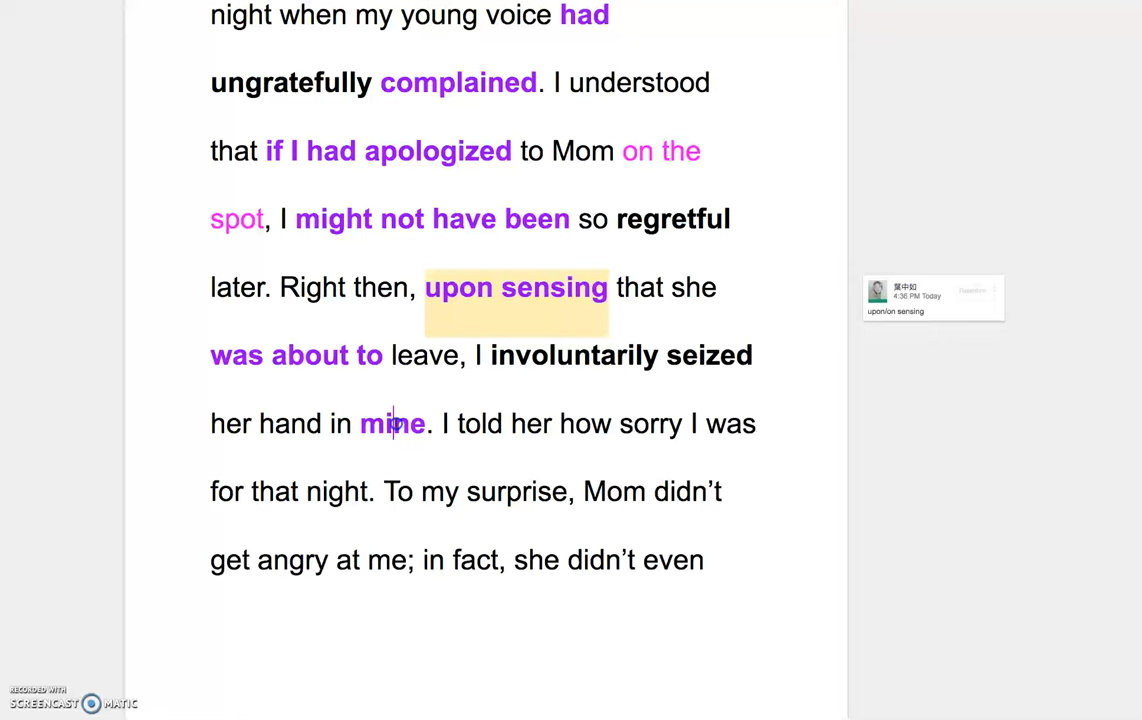 night when my young voice had
ungratefully complained. I understood
that if I had apologized to Mom on the
spot, I might not have been so regretful
later. Right then, upon sensing that she
was about to leave, I involuntarily seized
her hand in mine. I told her how sorry I was
for that night. To my surprise, Mom didn’t
get angry at me; in fact, she didn’t even
葉中如
4:36 PM Today
upon/on sensing
RECORDED WITH
SCREENCAST MATIC